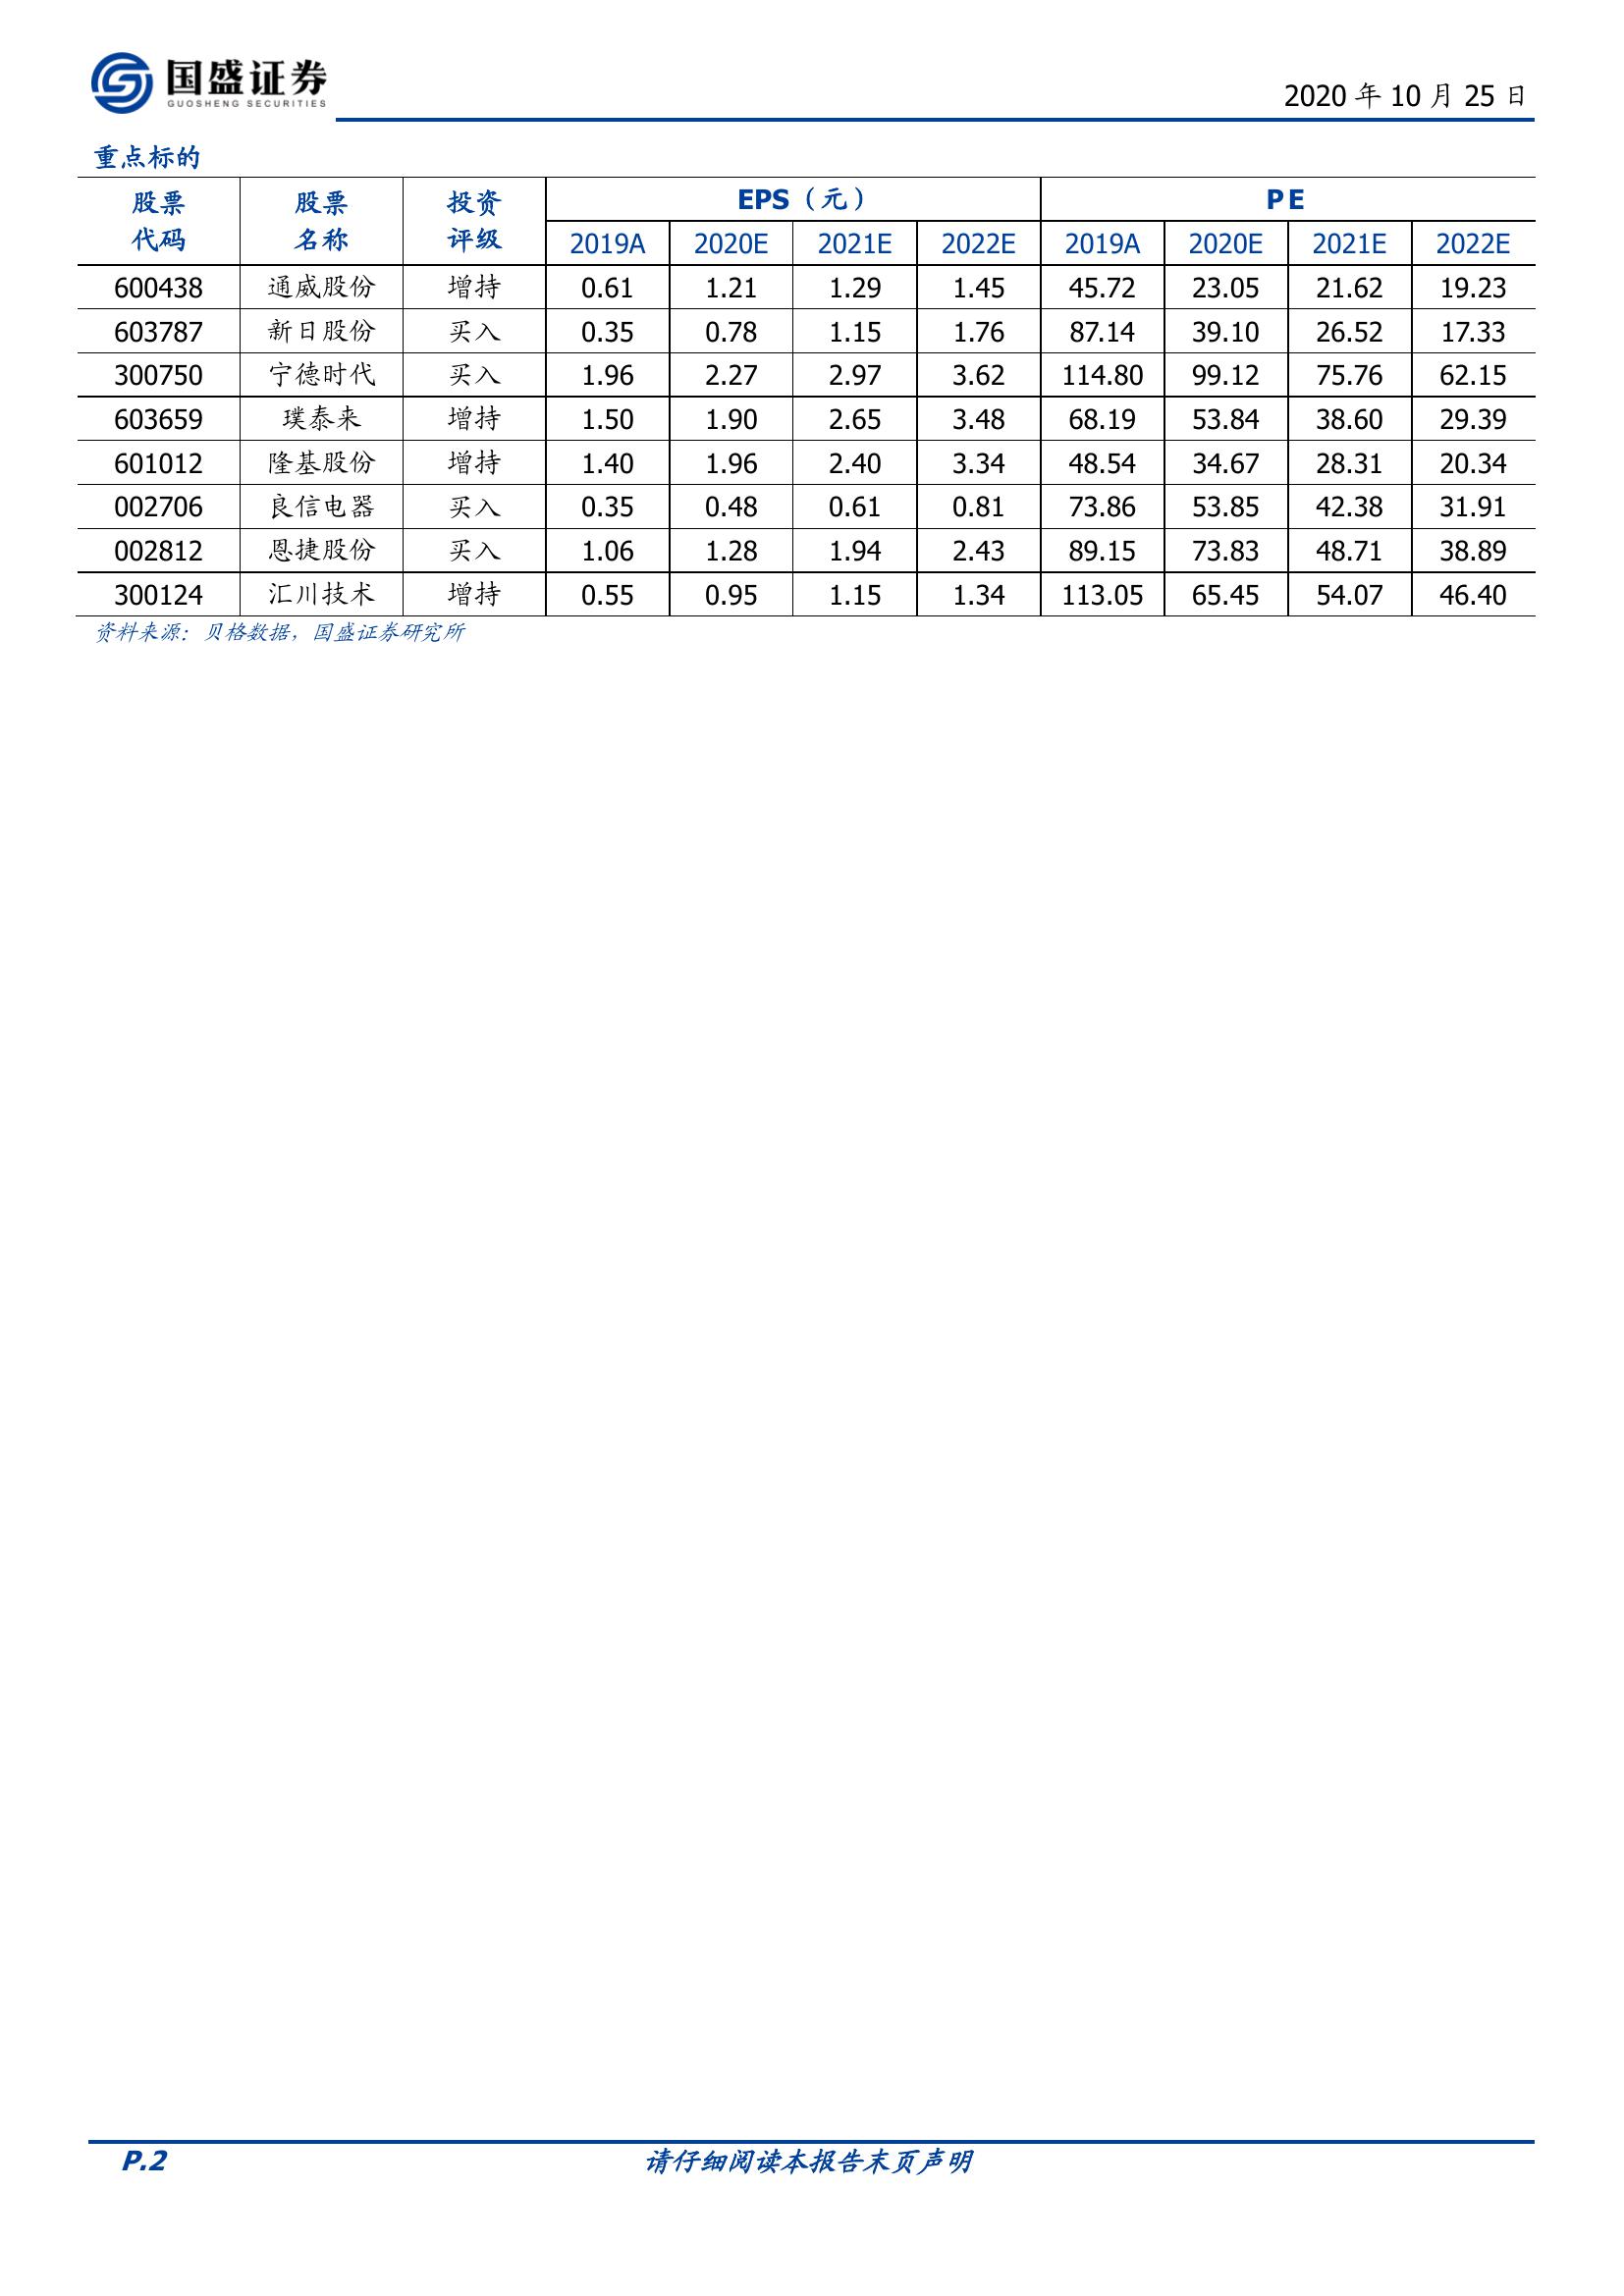 国盛证券
GUOSHENG SECURITIES
2020 年 10 月 25 日
重点标的
股票代码 股票名称 投资评级 EPS（元） PE
2019A 2020E 2021E 2022E 2019A 2020E 2021E 2022E
600438 通威股份 增持 0.61 1.21 1.29 1.45 45.72 23.05 21.62 19.23
603787 新日股份 买入 0.35 0.78 1.15 1.76 87.14 39.10 26.52 17.33
300750 宁德时代 买入 1.96 2.27 2.97 3.62 114.80 99.12 75.76 62.15
603659 璞泰来 增持 1.50 1.90 2.65 3.48 68.19 53.84 38.60 29.39
601012 隆基股份 增持 1.40 1.96 2.40 3.34 48.54 34.67 28.31 20.34
002706 良信电器 买入 0.35 0.48 0.61 0.81 73.86 53.85 42.38 31.91
002812 恩捷股份 买入 1.06 1.28 1.94 2.43 89.15 73.83 48.71 38.89
300124 汇川技术 增持 0.55 0.95 1.15 1.34 113.05 65.45 54.07 46.40
资料来源：贝格数据，国盛证券研究所
P.2 请仔细阅读本报告末页声明